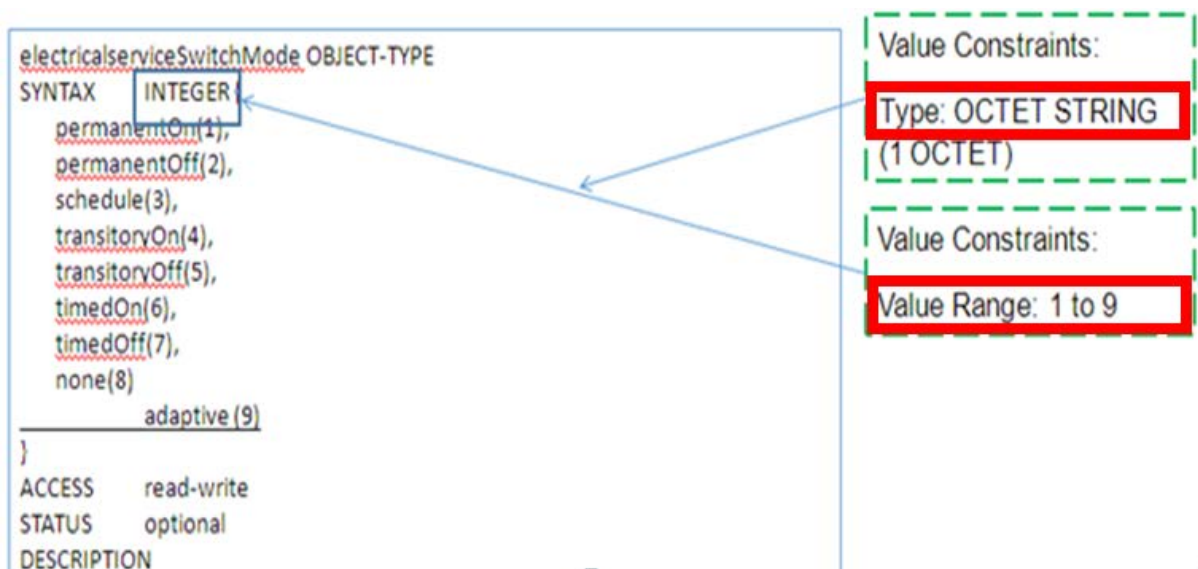 electricalserviceSwitchMode OBJECT-TYPE
SYNTAX INTEGER {
permanentOn(1),
permanentOff(2),
schedule(3),
transitoryOn(4),
transitoryOff(5),
timedOn(6),
timedOff(7),
none(8)
adaptive (9)
}
ACCESS read-write
STATUS optional
DESCRIPTION
Value Constraints:
Type: OCTET STRING
(1 OCTET)
Value Constraints:
Value Range: 1 to 9